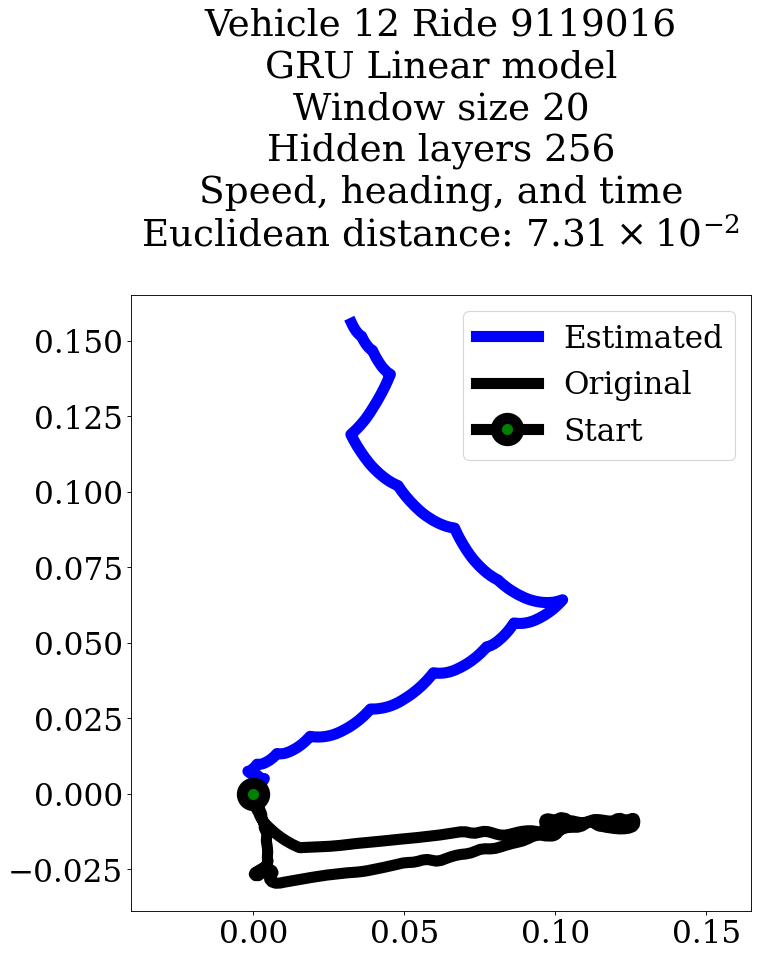 Vehicle 12 Ride 9119016
GRU Linear model
Window size 20
Hidden layers 256
Speed, heading, and time
Euclidean distance: 7.31 × 10⁻²
Estimated
Original
Start
0.150
0.125
0.100
0.075
0.050
0.025
0.000
−0.025
0.00 0.05 0.10 0.15